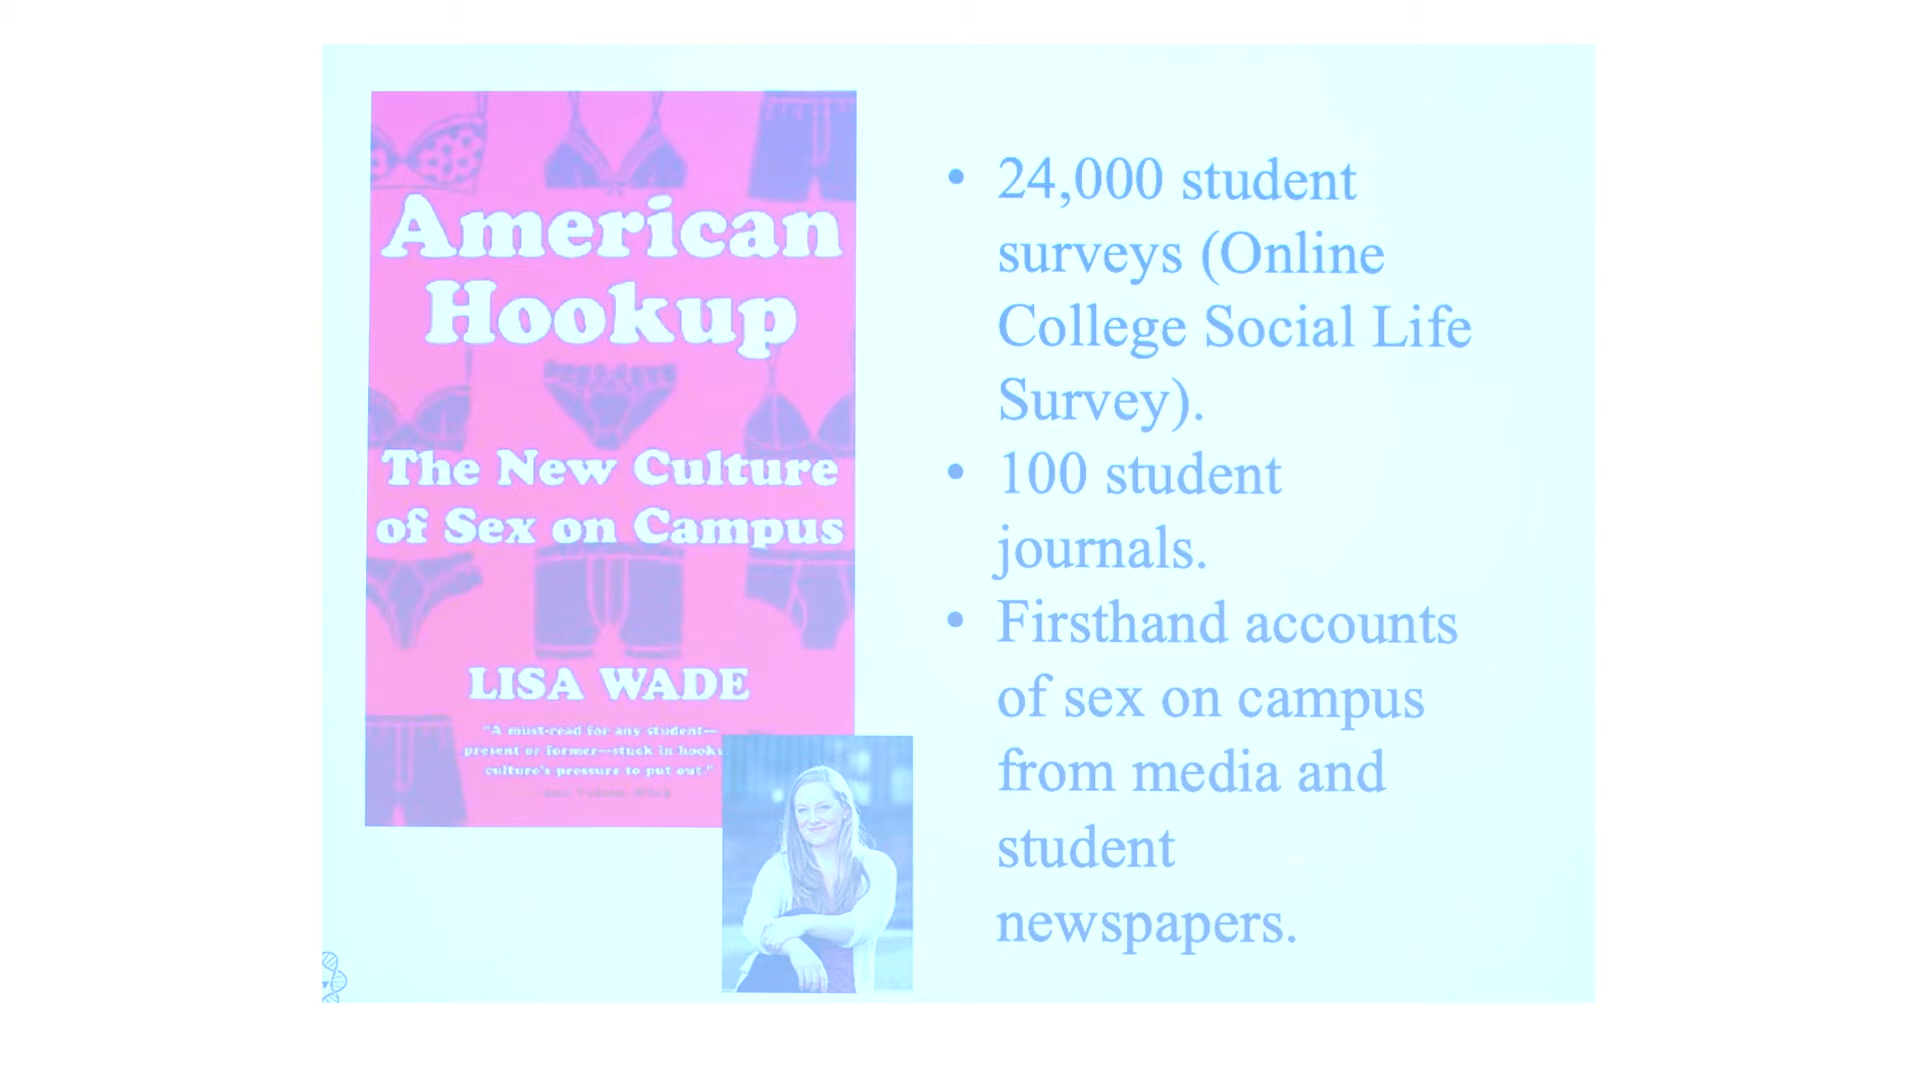 American
Hookup
The New Culture
of Sex on Campus
LISA WADE
"A must-read for any student—
present or former—stuck in hooku
culture's pressure to put out."
• 24,000 student
surveys (Online
College Social Life
Survey).
• 100 student
journals.
• Firsthand accounts
of sex on campus
from media and
student
newspapers.